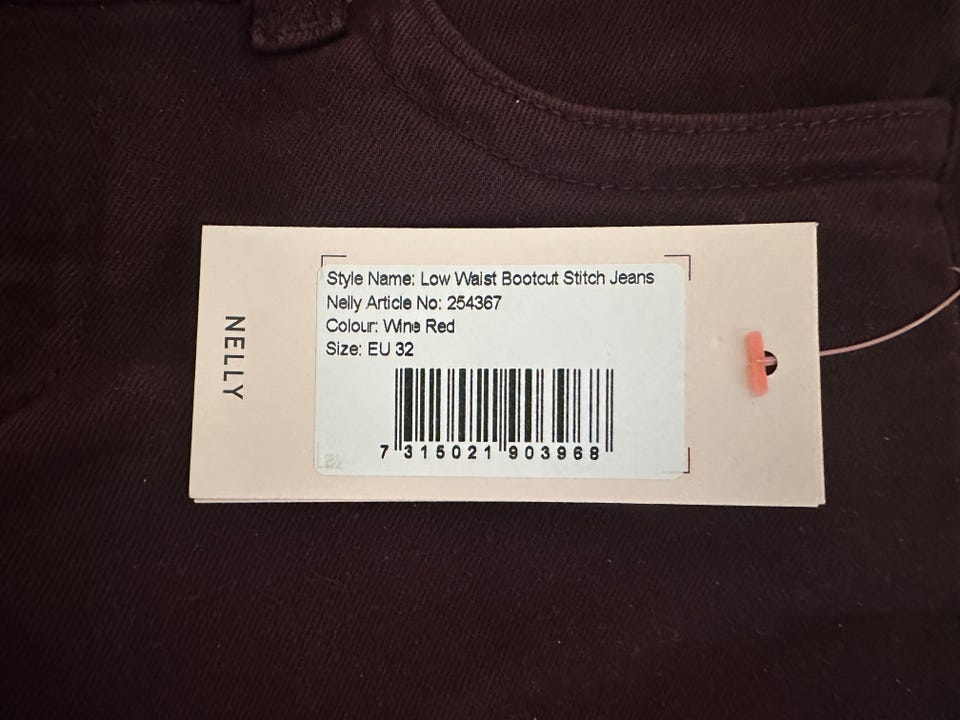 NELLY
Style Name: Low Waist Bootcut Stitch Jeans
Nelly Article No: 254367
Colour: Wine Red
Size: EU 32
7 315021 903968